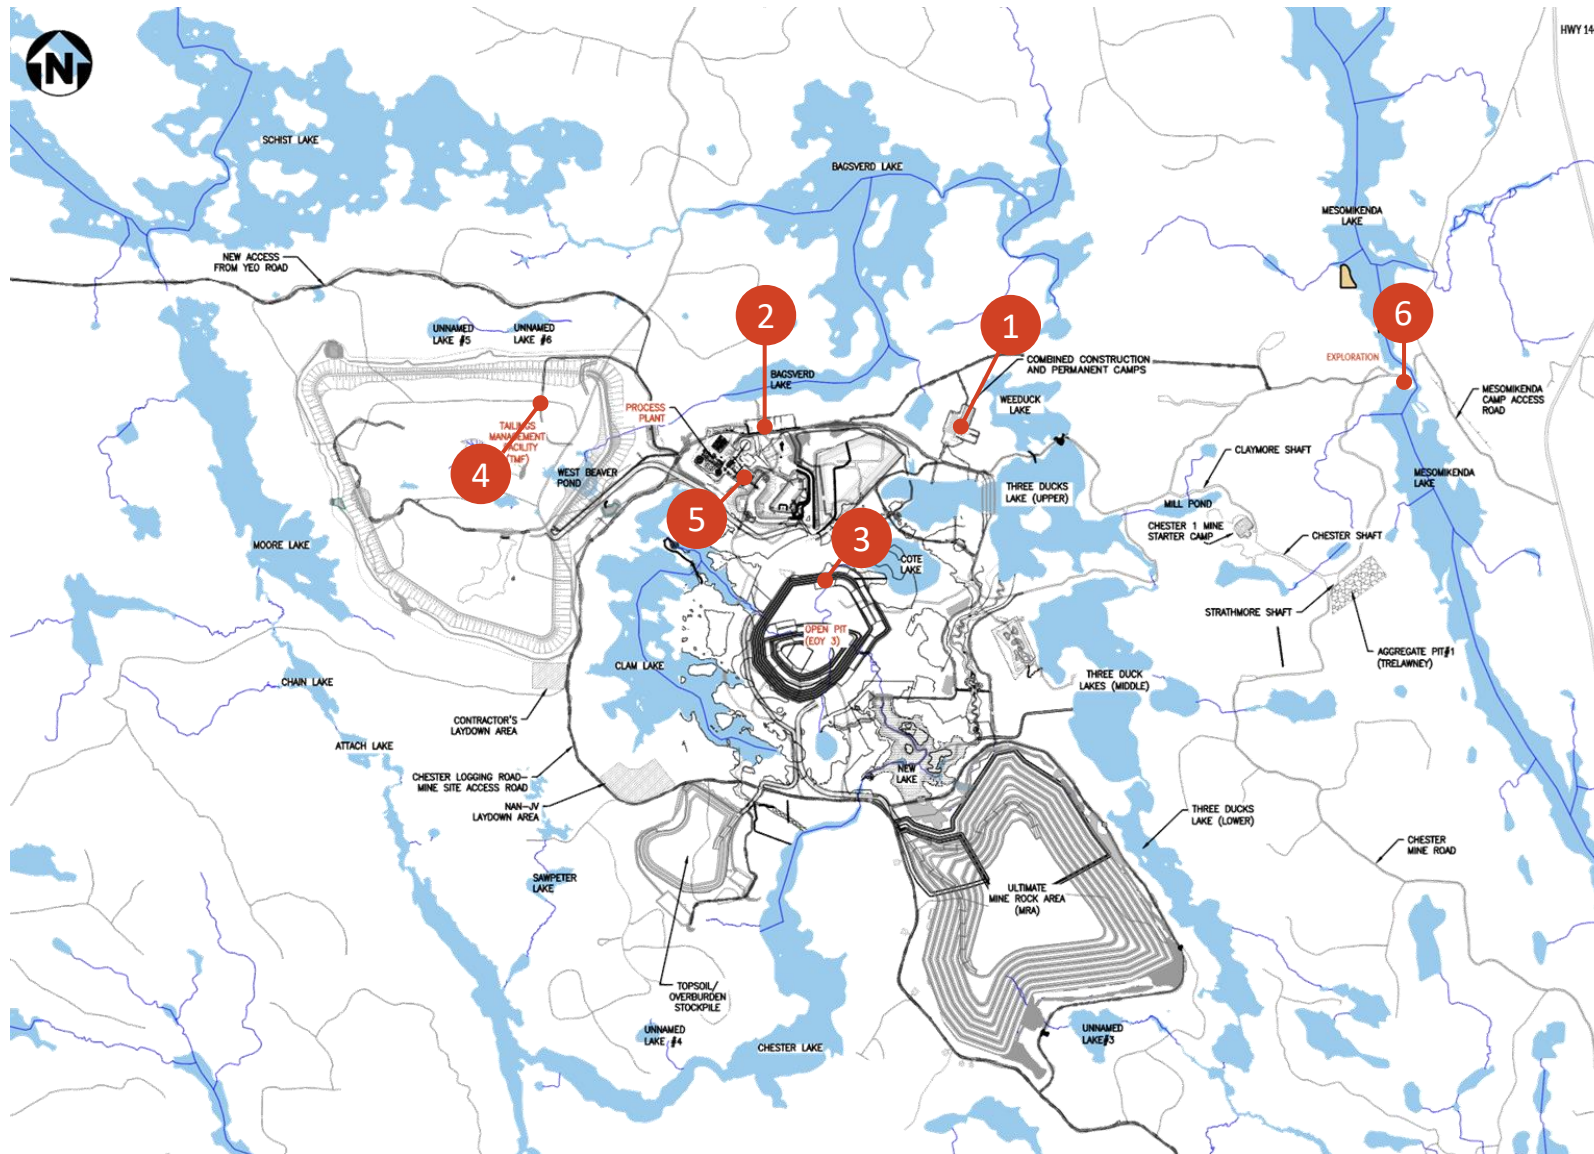 N
HWY 14
SCHIST LAKE
BAGSVERD LAKE
MESOMIKENDA
LAKE
NEW ACCESS
FROM YEO ROAD
2
1
6
UNNAMED
LAKE #5
UNNAMED
LAKE #6
EXPLORATION
COMBINED CONSTRUCTION
AND PERMANENT CAMPS
BAGSVERD
LAKE
WEEDUCK
LAKE
MESOMIKENDA
CAMP ACCESS
ROAD
PROCESS
PLANT
TAILINGS
MANAGEMENT
FACILITY
(TMF)
4
WEST BEAVER
POND
CLAYMORE SHAFT
MESOMIKENDA
LAKE
THREE DUCKS
LAKE (UPPER)
MILL POND
5
3
CHESTER 1 MINE
STARTER CAMP
CHESTER SHAFT
MOORE LAKE
COTE
LAKE
STRATHMORE SHAFT
OPEN PIT
(EOY 3)
AGGREGATE PIT#1
(TRELAWNEY)
CLAM LAKE
CHAIN LAKE
THREE DUCK
LAKES (MIDDLE)
CONTRACTOR'S
LAYDOWN AREA
ATTACH LAKE
CHESTER LOGGING ROAD-
MINE SITE ACCESS ROAD
NEW
LAKE
NAN-JV
LAYDOWN AREA
THREE DUCKS
LAKE (LOWER)
CHESTER
MINE ROAD
SAWPETER
LAKE
ULTIMATE
MINE ROCK AREA
(MRA)
TOPSOIL/
OVERBURDEN
STOCKPILE
UNNAMED
LAKE #4
CHESTER LAKE
UNNAMED
LAKE#3